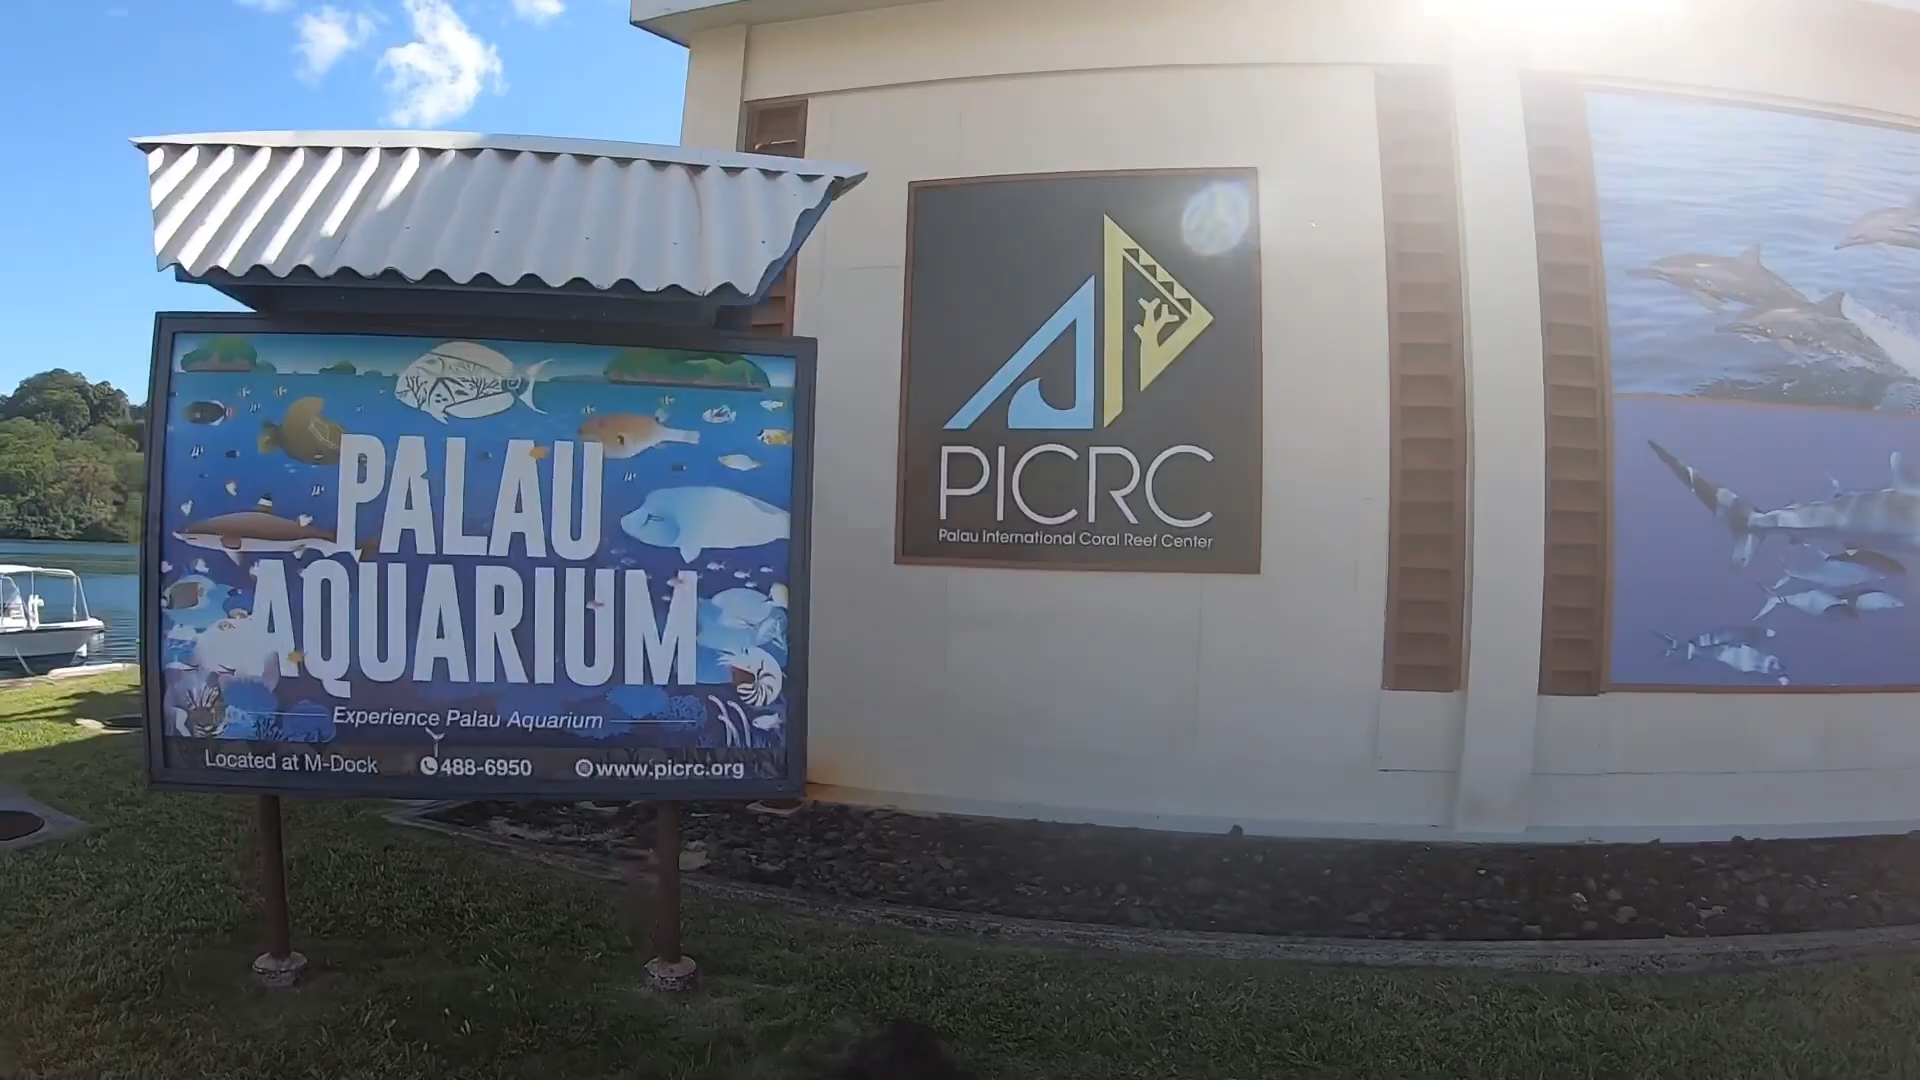 PALAU
AQUARIUM
Experience Palau Aquarium
Located at M-Dock 488-6950 www.picrc.org
PICRC
Palau International Coral Reef Center